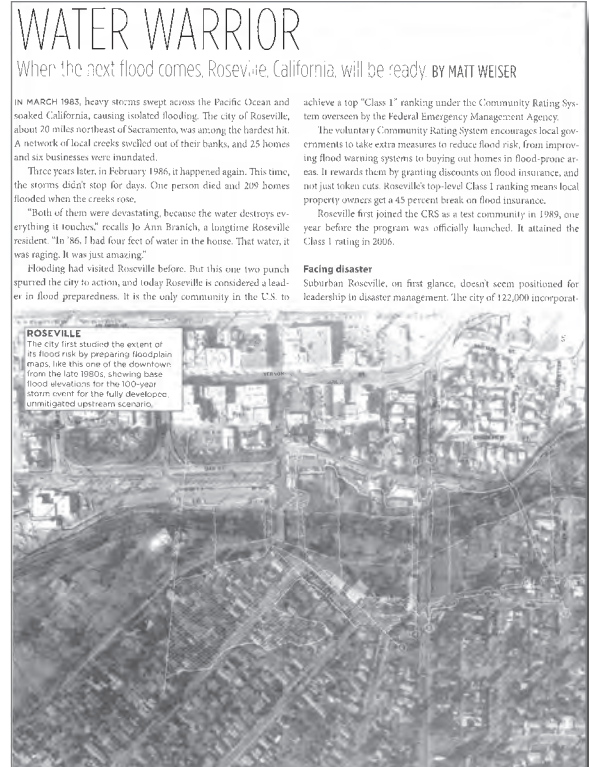 WATER WARRIOR
When the next flood comes, Roseville, California, will be ready. BY MATT WEISER
IN MARCH 1983, heavy storms swept across the Pacific Ocean and
soaked California, causing isolated flooding. The city of Roseville,
about 20 miles northeast of Sacramento, was among the hardest hit.
A network of local creeks swelled out of their banks, and 25 homes
and six businesses were inundated.
Three years later, in February 1986, it happened again. This time,
the storms didn't stop for days. One person died and 209 homes
flooded when the creeks rose.
"Both of them were devastating, because the water destroys ev-
erything it touches," recalls Jo Ann Branich, a longtime Roseville
resident. "In '86, I had four feet of water in the house. That water, it
was raging. It was just amazing."
Flooding had visited Roseville before. But this one two punch
spurred the city to action, and today Roseville is considered a lead-
er in flood preparedness. It is the only community in the U.S. to
achieve a top "Class 1" ranking under the Community Rating Sys-
tem overseen by the Federal Emergency Management Agency.
The voluntary Community Rating System encourages local gov-
ernments to take extra measures to reduce flood risk, from improv-
ing flood warning systems to buying out homes in flood-prone ar-
eas. It rewards them by granting discounts on flood insurance, and
not just token cuts. Roseville's top-level Class 1 ranking means local
property owners get a 45 percent break on flood insurance.
Roseville first joined the CRS as a test community in 1989, one
year before the program was officially launched. It attained the
Class 1 rating in 2006.
Facing disaster
Suburban Roseville, on first glance, doesn't seem positioned for
leadership in disaster management. The city of 122,000 incorporat-
ROSEVILLE
The city first studied the extent of
its flood risk by preparing floodplain
maps, like this one of the downtown
from the late 1980s, showing base
flood elevations for the 100-year
storm event for the fully developed,
unmitigated upstream scenario.